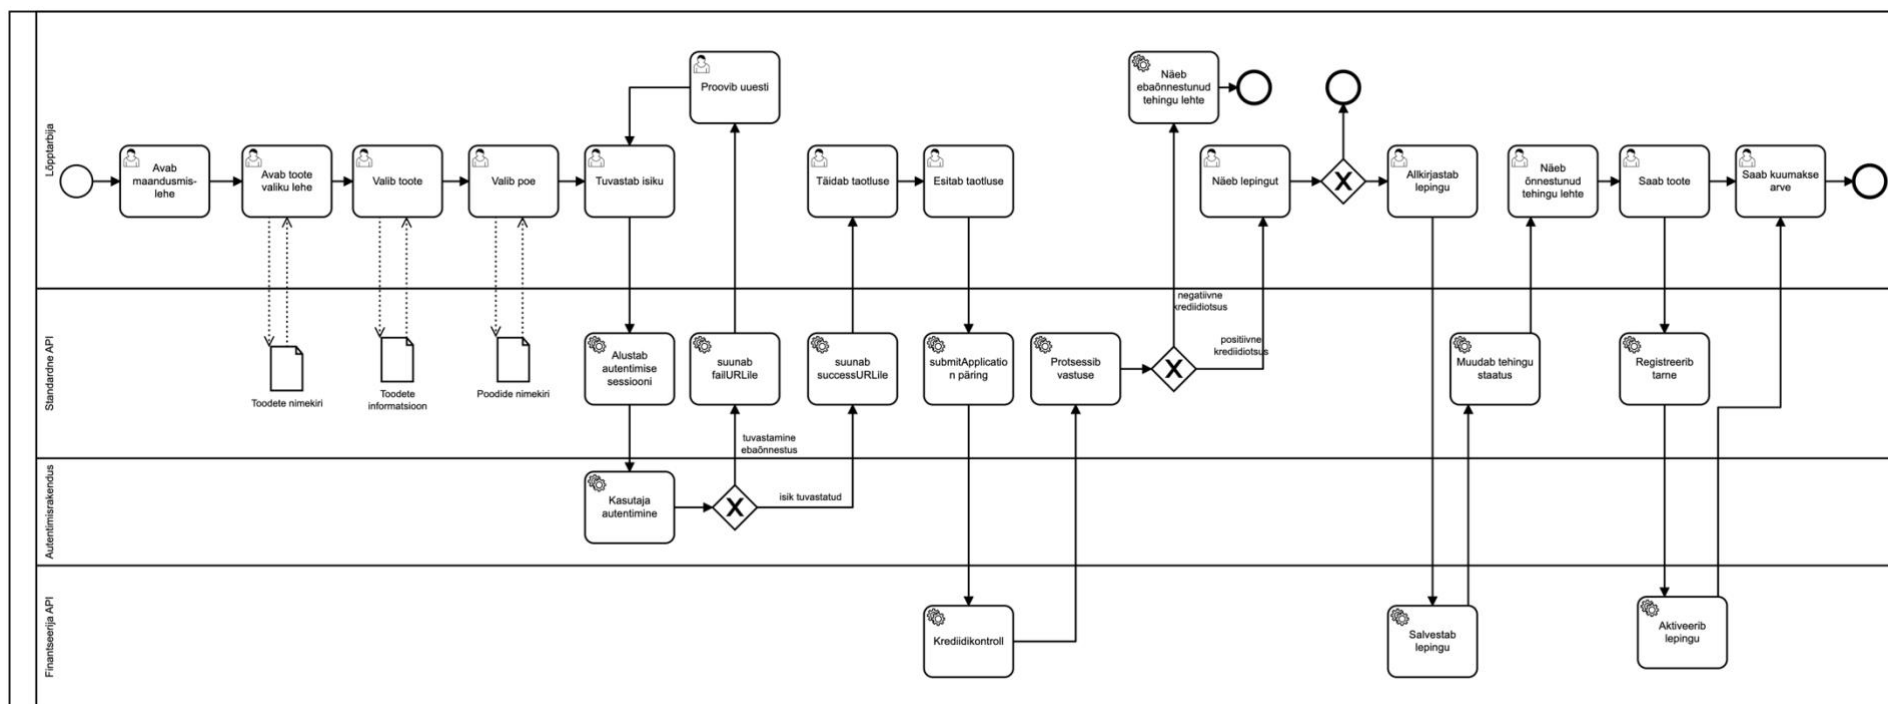 Lõpptarbija
Avab
maandusmis-
lehe
Avab toote
valiku lehe
Valib toote
Valib poe
Tuvastab isiku
Proovib uuesti
Täidab taotluse
Esitab taotluse
Näeb
ebaõnnestunud
tehingu lehte
Näeb lepingut
X
Allkirjastab
lepingu
Näeb
õnnestunud
tehingu lehte
Saab toote
Saab kuumakse
arve
Standardne API
Toodete nimekiri
Toodete
informatsioon
Poodide nimekiri
Alustab
autentimise
sessiooni
suunab
failURLile
suunab
successURLile
submitApplicatio
n päring
Protsessib
vastuse
X
negatiivne
krediidiotsus
positiivne
krediidiotsus
Muudab tehingu
staatus
Registreerib
tarne
tuvastamine
ebaõnnestus
Autentimisrakendus
Kasutaja
autentimine
X
isik tuvastatud
Finantseerija API
Krediidikontroll
Salvestab
lepingu
Aktiveerib
lepingu